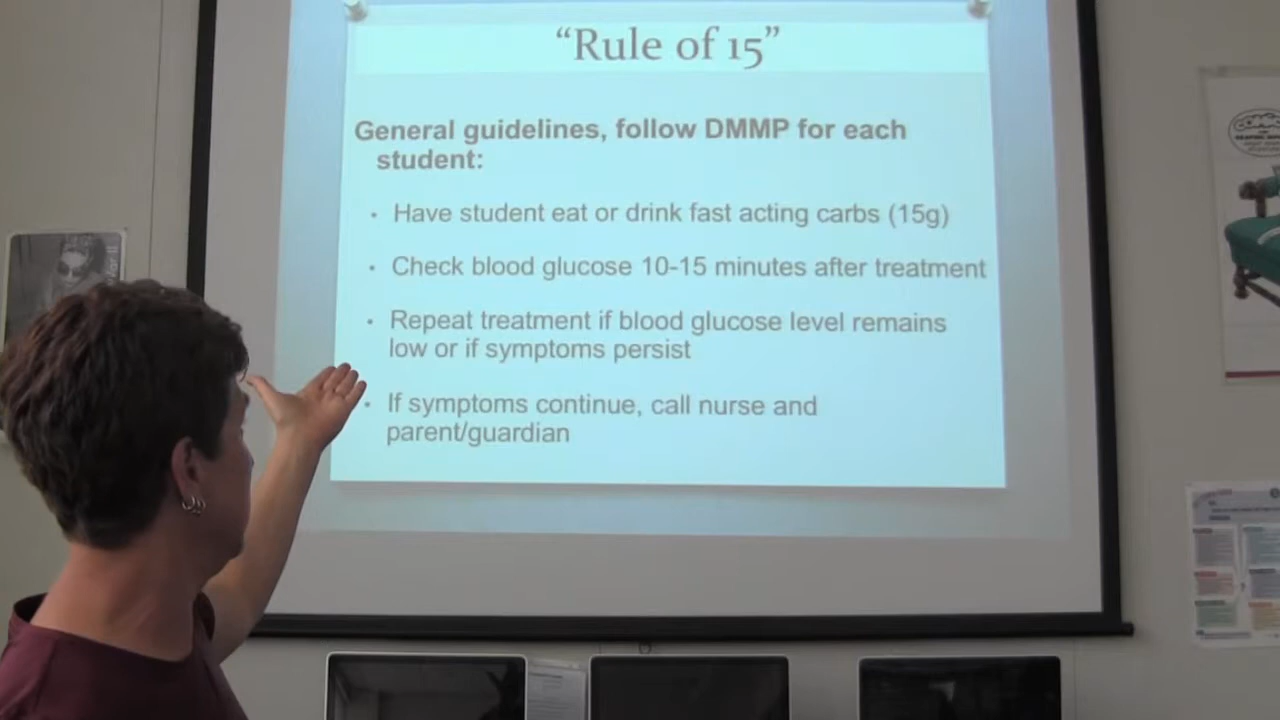 “Rule of 15”
General guidelines, follow DMMP for each
student:
• Have student eat or drink fast acting carbs (15g)
• Check blood glucose 10-15 minutes after treatment
• Repeat treatment if blood glucose level remains
low or if symptoms persist
• If symptoms continue, call nurse and
parent/guardian